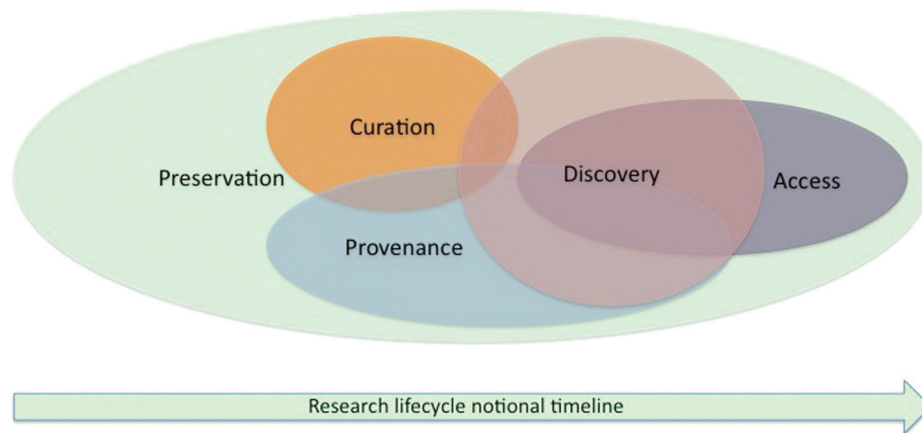 Curation
Preservation
Discovery
Access
Provenance
Research lifecycle notional timeline